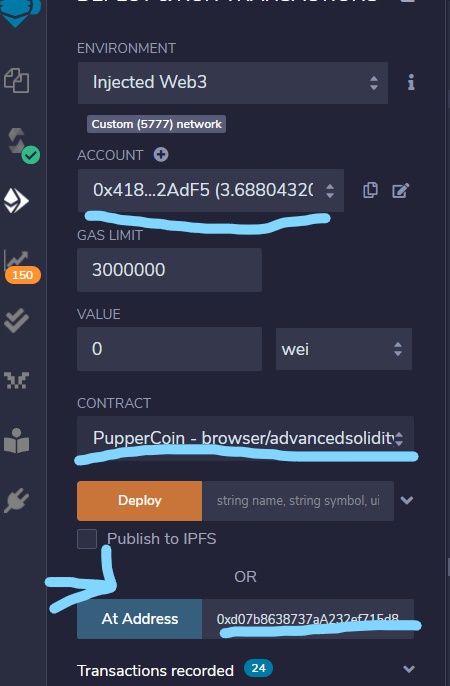 ENVIRONMENT
Injected Web3
Custom (5777) network
ACCOUNT
0x418...2AdF5 (3.68804320
GAS LIMIT
3000000
VALUE
0 wei
CONTRACT
PupperCoin - browser/advancedsolidity
Deploy string name, string symbol, ui
Publish to IPFS
OR
At Address 0xd07b8638737aA232ef715d8
Transactions recorded 24
150